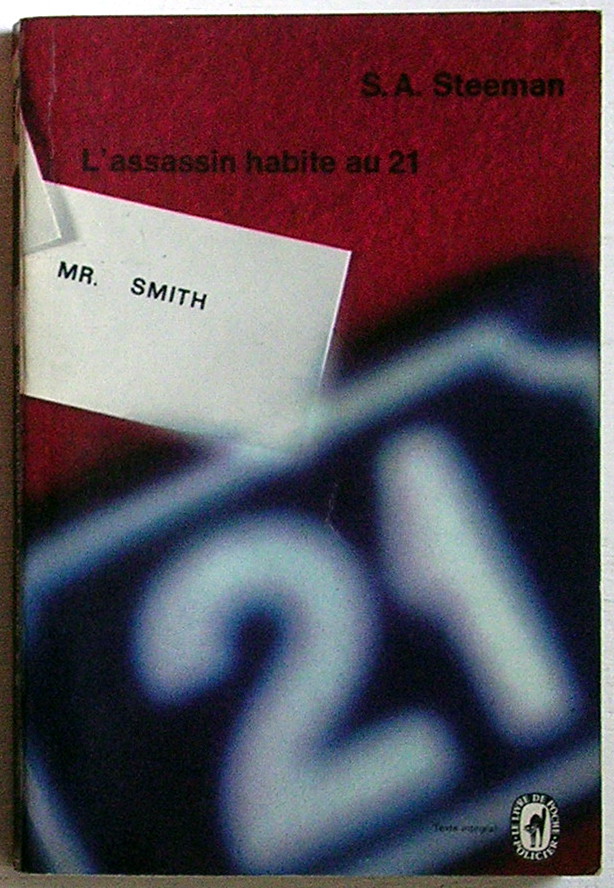 S. A. Steeman
L'assassin habite au 21
MR. SMITH
21
Texte intégral
LE LIVRE DE POCHE
POLICIER